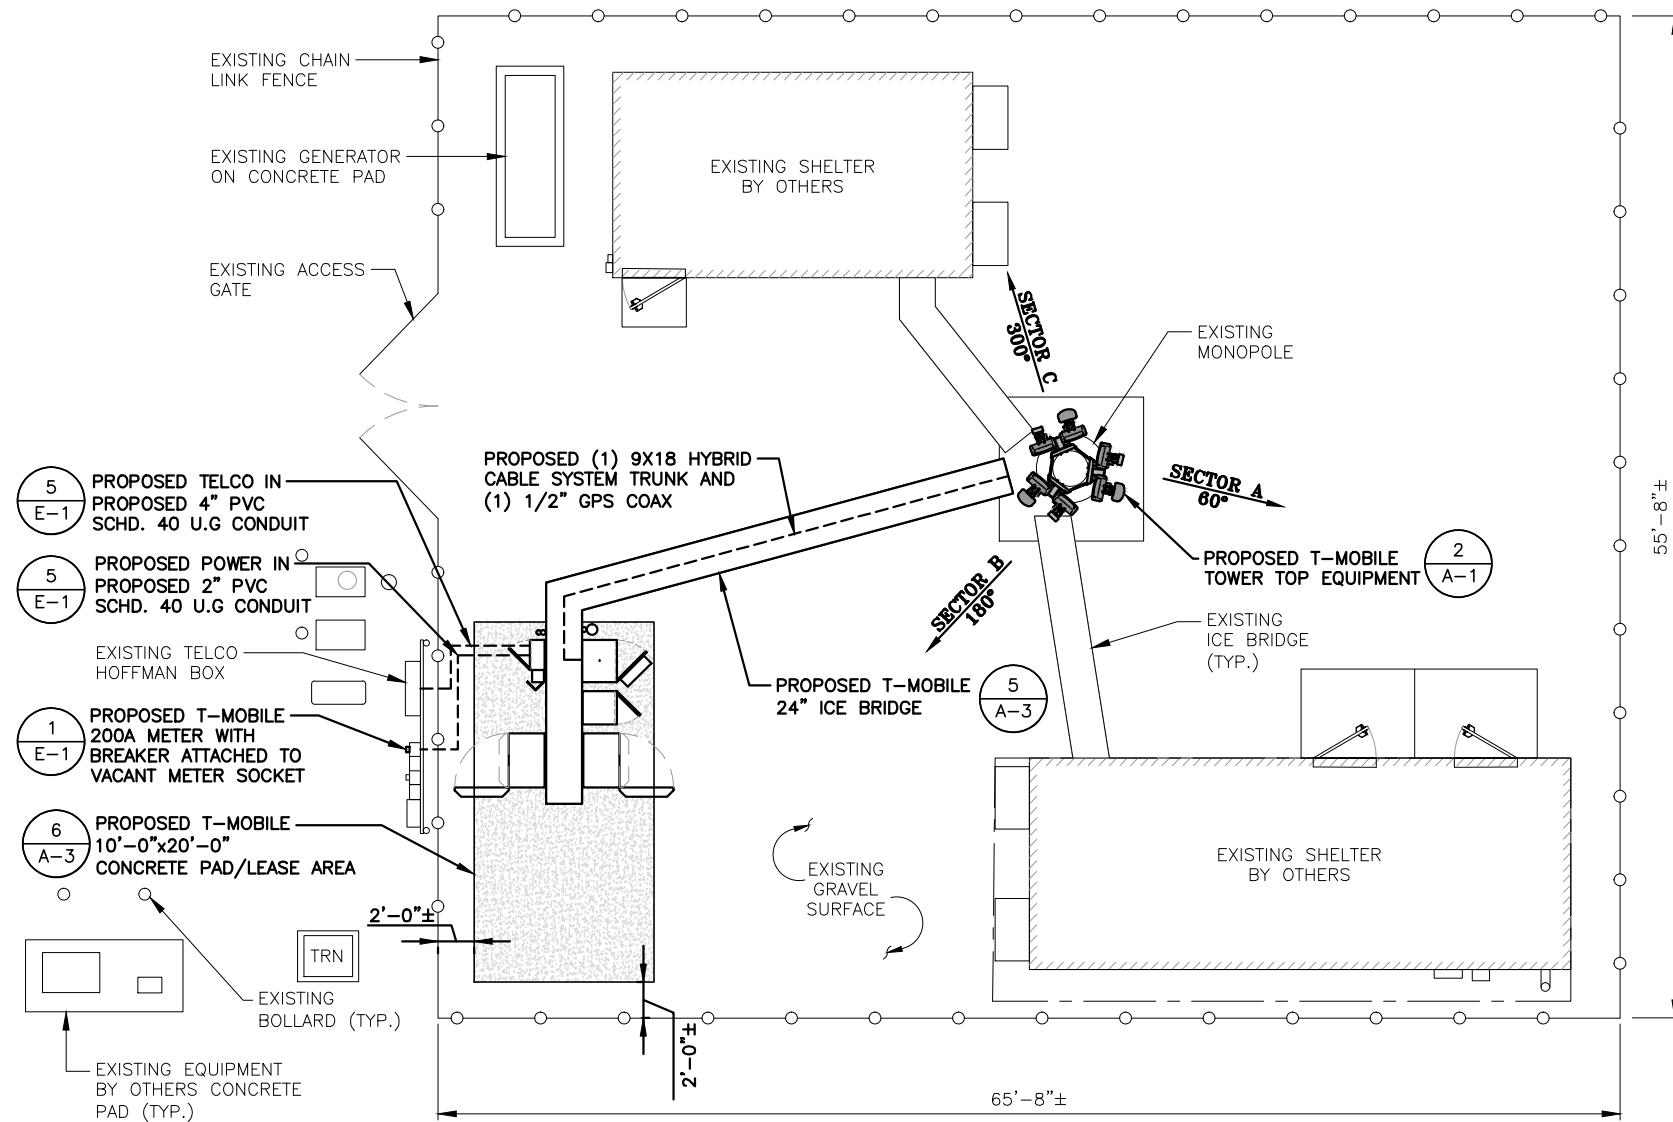 EXISTING CHAIN
LINK FENCE
EXISTING GENERATOR
ON CONCRETE PAD
EXISTING SHELTER
BY OTHERS
EXISTING ACCESS
GATE
SECTOR C
300°
EXISTING
MONOPOLE
5
E-1
PROPOSED TELCO IN
PROPOSED 4" PVC
SCHD. 40 U.G CONDUIT
PROPOSED (1) 9X18 HYBRID
CABLE SYSTEM TRUNK AND
(1) 1/2" GPS COAX
SECTOR A
60°
55'-8"±
5
E-1
PROPOSED POWER IN
PROPOSED 2" PVC
SCHD. 40 U.G CONDUIT
PROPOSED T-MOBILE
TOWER TOP EQUIPMENT
2
A-1
SECTOR B
180°
EXISTING
ICE BRIDGE
(TYP.)
EXISTING TELCO
HOFFMAN BOX
PROPOSED T-MOBILE
24" ICE BRIDGE
5
A-3
1
E-1
PROPOSED T-MOBILE
200A METER WITH
BREAKER ATTACHED TO
VACANT METER SOCKET
6
A-3
PROPOSED T-MOBILE
10'-0"x20'-0"
CONCRETE PAD/LEASE AREA
EXISTING
GRAVEL
SURFACE
EXISTING SHELTER
BY OTHERS
2'-0"±
TRN
EXISTING
BOLLARD (TYP.)
2'-0"±
EXISTING EQUIPMENT
BY OTHERS CONCRETE
PAD (TYP.)
65'-8"±